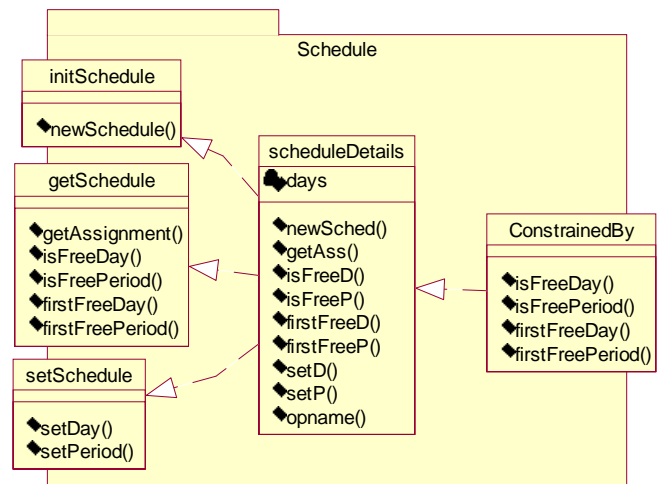 Schedule
initSchedule
newSchedule()
getSchedule
getAssignment()
isFreeDay()
isFreePeriod()
firstFreeDay()
firstFreePeriod()
setSchedule
setDay()
setPeriod()
scheduleDetails
days
newSched()
getAss()
isFreeD()
isFreeP()
firstFreeD()
firstFreeP()
setD()
setP()
opname()
ConstrainedBy
isFreeDay()
isFreePeriod()
firstFreeDay()
firstFreePeriod()